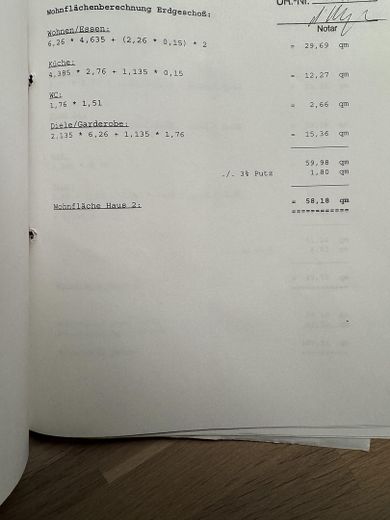 UR.-Nr.
Wohnflächenberechnung Erdgeschoß:
Notar
Wohnen/Essen:
6,26 * 4,635 + (2,26 * 0,15) * 2 = 29,69 qm
Küche:
4,385 * 2,76 + 1,135 * 0,15 = 12,27 qm
WC:
1,76 * 1,51 = 2,66 qm
Diele/Garderobe:
2,135 * 6,26 + 1,135 * 1,76 = 15,36 qm
59,98 qm
./. 3% Putz 1,80 qm
Wohnfläche Haus 2: = 58,18 qm